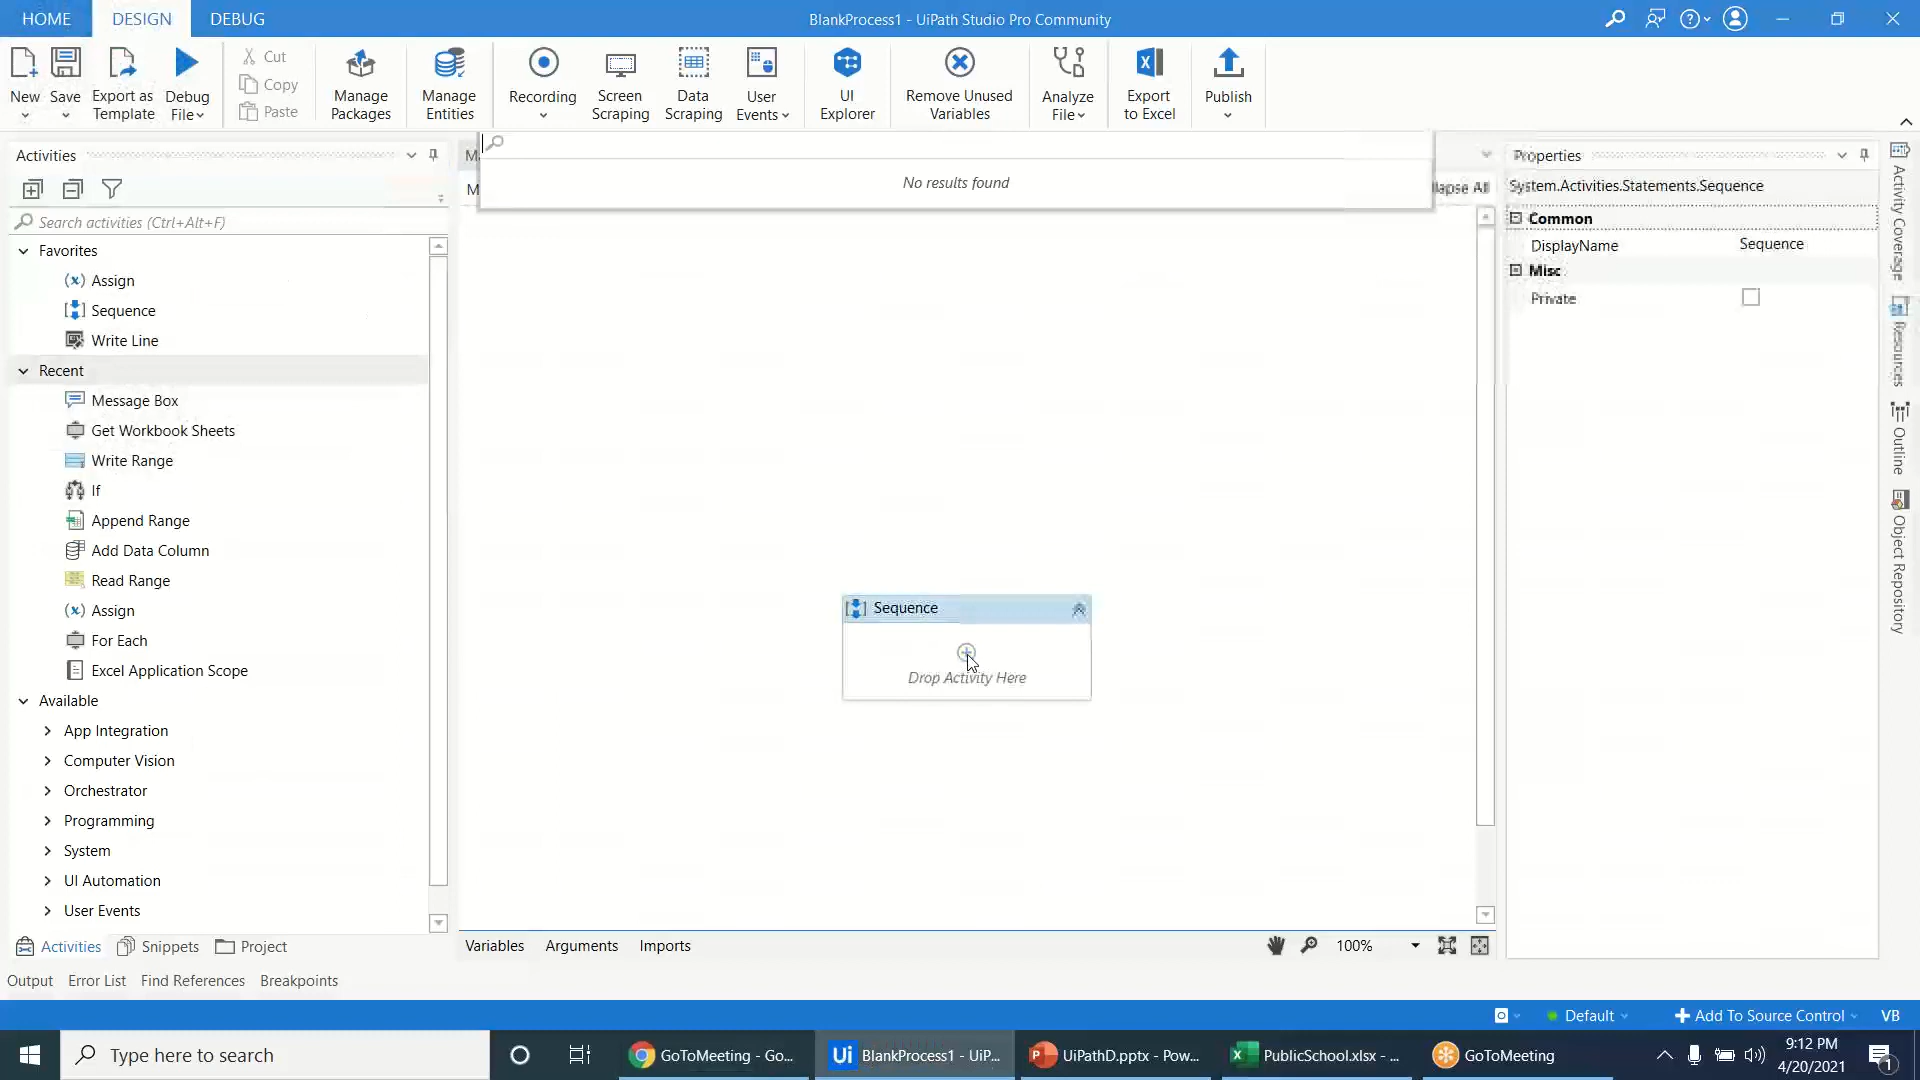 HOME DESIGN DEBUG BlankProcess1 - UiPath Studio Pro Community
New Save Export as Template Debug File Cut Copy Paste Manage Packages Manage Entities Recording Screen Scraping Data Scraping User Events UI Explorer Remove Unused Variables Analyze File Export to Excel Publish
Activities
Search activities (Ctrl+Alt+F)
Favorites
Assign
Sequence
Write Line
Recent
Message Box
Get Workbook Sheets
Write Range
If
Append Range
Add Data Column
Read Range
Assign
For Each
Excel Application Scope
Available
App Integration
Computer Vision
Orchestrator
Programming
System
UI Automation
User Events
Activities Snippets Project
No results found
lapse All
Sequence
Drop Activity Here
Variables Arguments Imports 100%
Properties
System.Activities.Statements.Sequence
Common
DisplayName Sequence
Misc
Private
Activity Coverage
Resources
Outline
Object Repository
Output Error List Find References Breakpoints
Default Add To Source Control VB
Type here to search GoToMeeting - Go... Ui BlankProcess1 - UiP... UiPathD.pptx - Pow... PublicSchool.xlsx - ... GoToMeeting 9:12 PM
4/20/2021 1